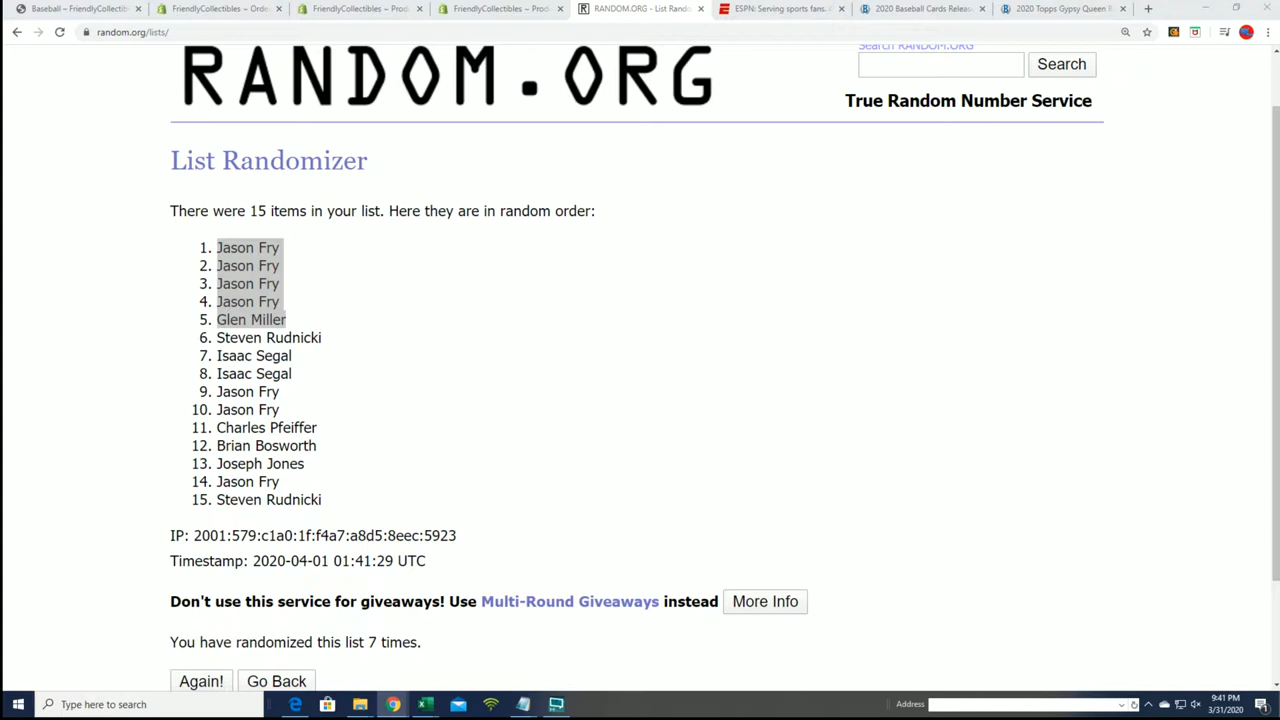 Baseball – FriendlyCollectib
FriendlyCollectibles ~ Orde
FriendlyCollectibles ~ Prod
FriendlyCollectibles ~ Prod
RANDOM.ORG - List Rando
ESPN: Serving sports fans. A
2020 Baseball Cards Releas
2020 Topps Gypsy Queen B
random.org/lists/
RANDOM.ORG
Search RANDOM.ORG
Search
True Random Number Service
List Randomizer
There were 15 items in your list. Here they are in random order:
1. Jason Fry
2. Jason Fry
3. Jason Fry
4. Jason Fry
5. Glen Miller
6. Steven Rudnicki
7. Isaac Segal
8. Isaac Segal
9. Jason Fry
10. Jason Fry
11. Charles Pfeiffer
12. Brian Bosworth
13. Joseph Jones
14. Jason Fry
15. Steven Rudnicki
IP: 2001:579:c1a0:1f:f4a7:a8d5:8eec:5923
Timestamp: 2020-04-01 01:41:29 UTC
Don't use this service for giveaways! Use Multi-Round Giveaways instead More Info
You have randomized this list 7 times.
Again! Go Back
Type here to search
Address
9:41 PM
3/31/2020